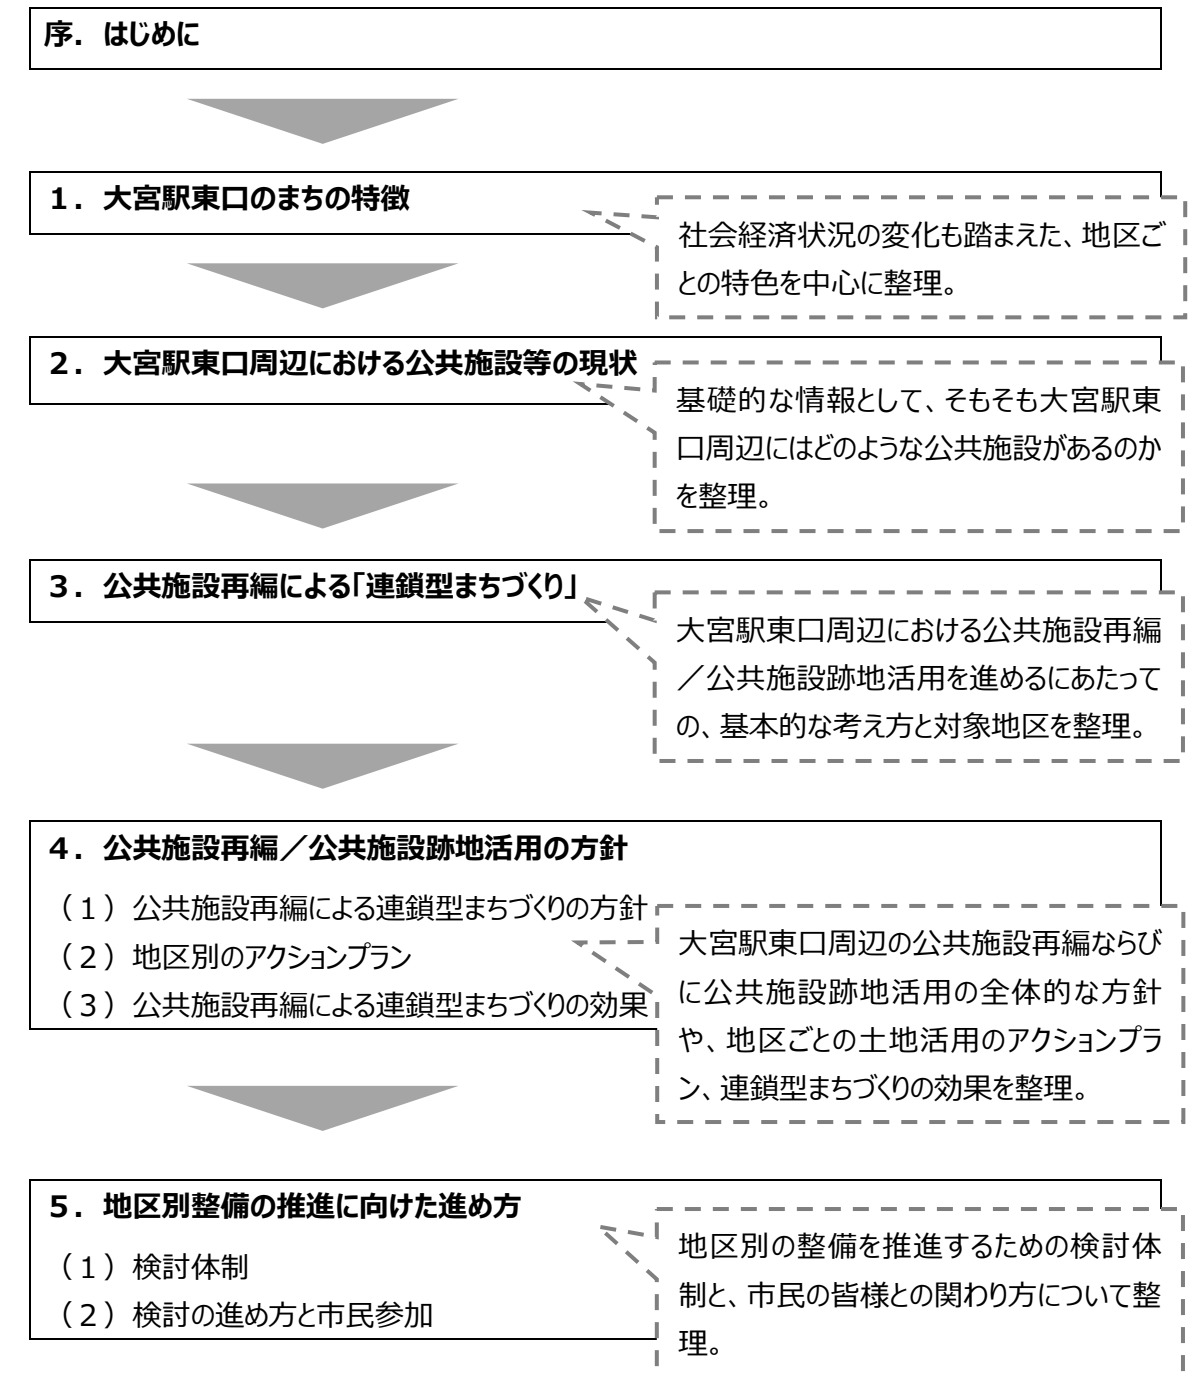 序．はじめに
１．大宮駅東口のまちの特徴
社会経済状況の変化も踏まえた、地区ご
との特色を中心に整理。
２．大宮駅東口周辺における公共施設等の現状
基礎的な情報として、そもそも大宮駅東
口周辺にはどのような公共施設があるのか
を整理。
３．公共施設再編による「連鎖型まちづくり」
大宮駅東口周辺における公共施設再編
／公共施設跡地活用を進めるにあたって
の、基本的な考え方と対象地区を整理。
４．公共施設再編／公共施設跡地活用の方針
（１）公共施設再編による連鎖型まちづくりの方針
（２）地区別のアクションプラン
（３）公共施設再編による連鎖型まちづくりの効果
大宮駅東口周辺の公共施設再編ならび
に公共施設跡地活用の全体的な方針
や、地区ごとの土地活用のアクションプラ
ン、連鎖型まちづくりの効果を整理。
５．地区別整備の推進に向けた進め方
（１）検討体制
（２）検討の進め方と市民参加
地区別の整備を推進するための検討体
制と、市民の皆様との関わり方について整
理。